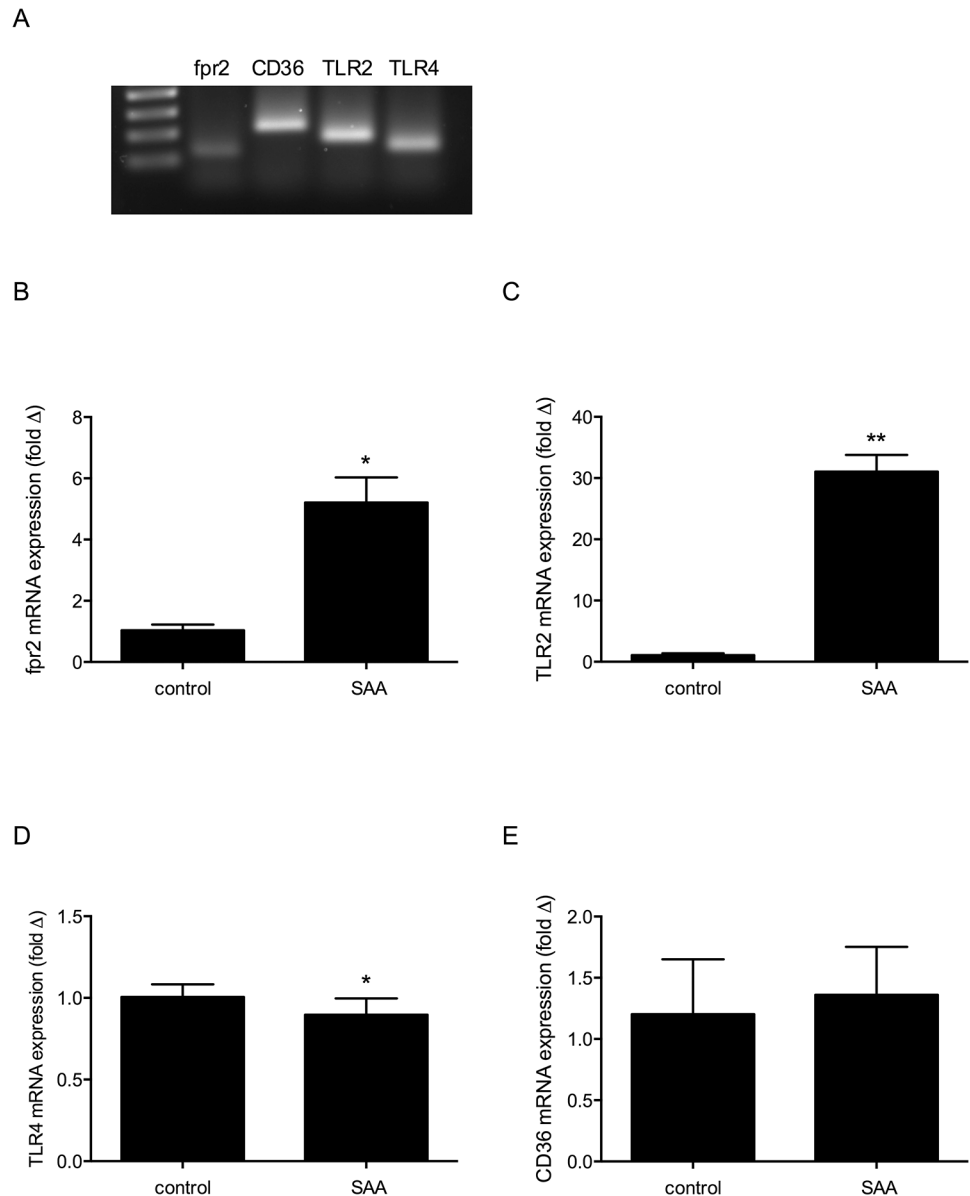 A
fpr2 CD36 TLR2 TLR4
B
C
fpr2 mRNA expression (fold Δ)
8
6
4
2
0
*
control SAA
TLR2 mRNA expression (fold Δ)
40
30
20
10
0
**
control SAA
D
E
TLR4 mRNA expression (fold Δ)
1.5
1.0
0.5
0.0
*
control SAA
CD36 mRNA expression (fold Δ)
2.0
1.5
1.0
0.5
0.0
control SAA